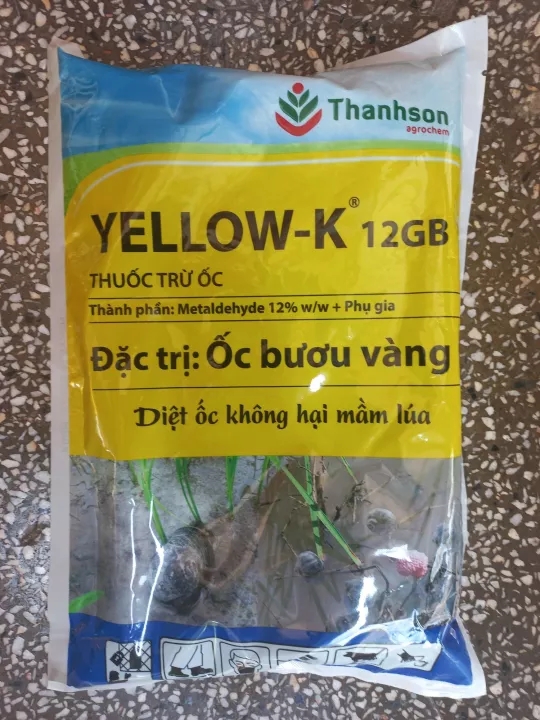 Thanhson
agrochem
YELLOW-K® 12GB
THUỐC TRỪ ỐC
Thành phần: Metaldehyde 12% w/w + Phụ gia
Đặc trị: Ốc bươu vàng
Diệt ốc không hại mầm lúa